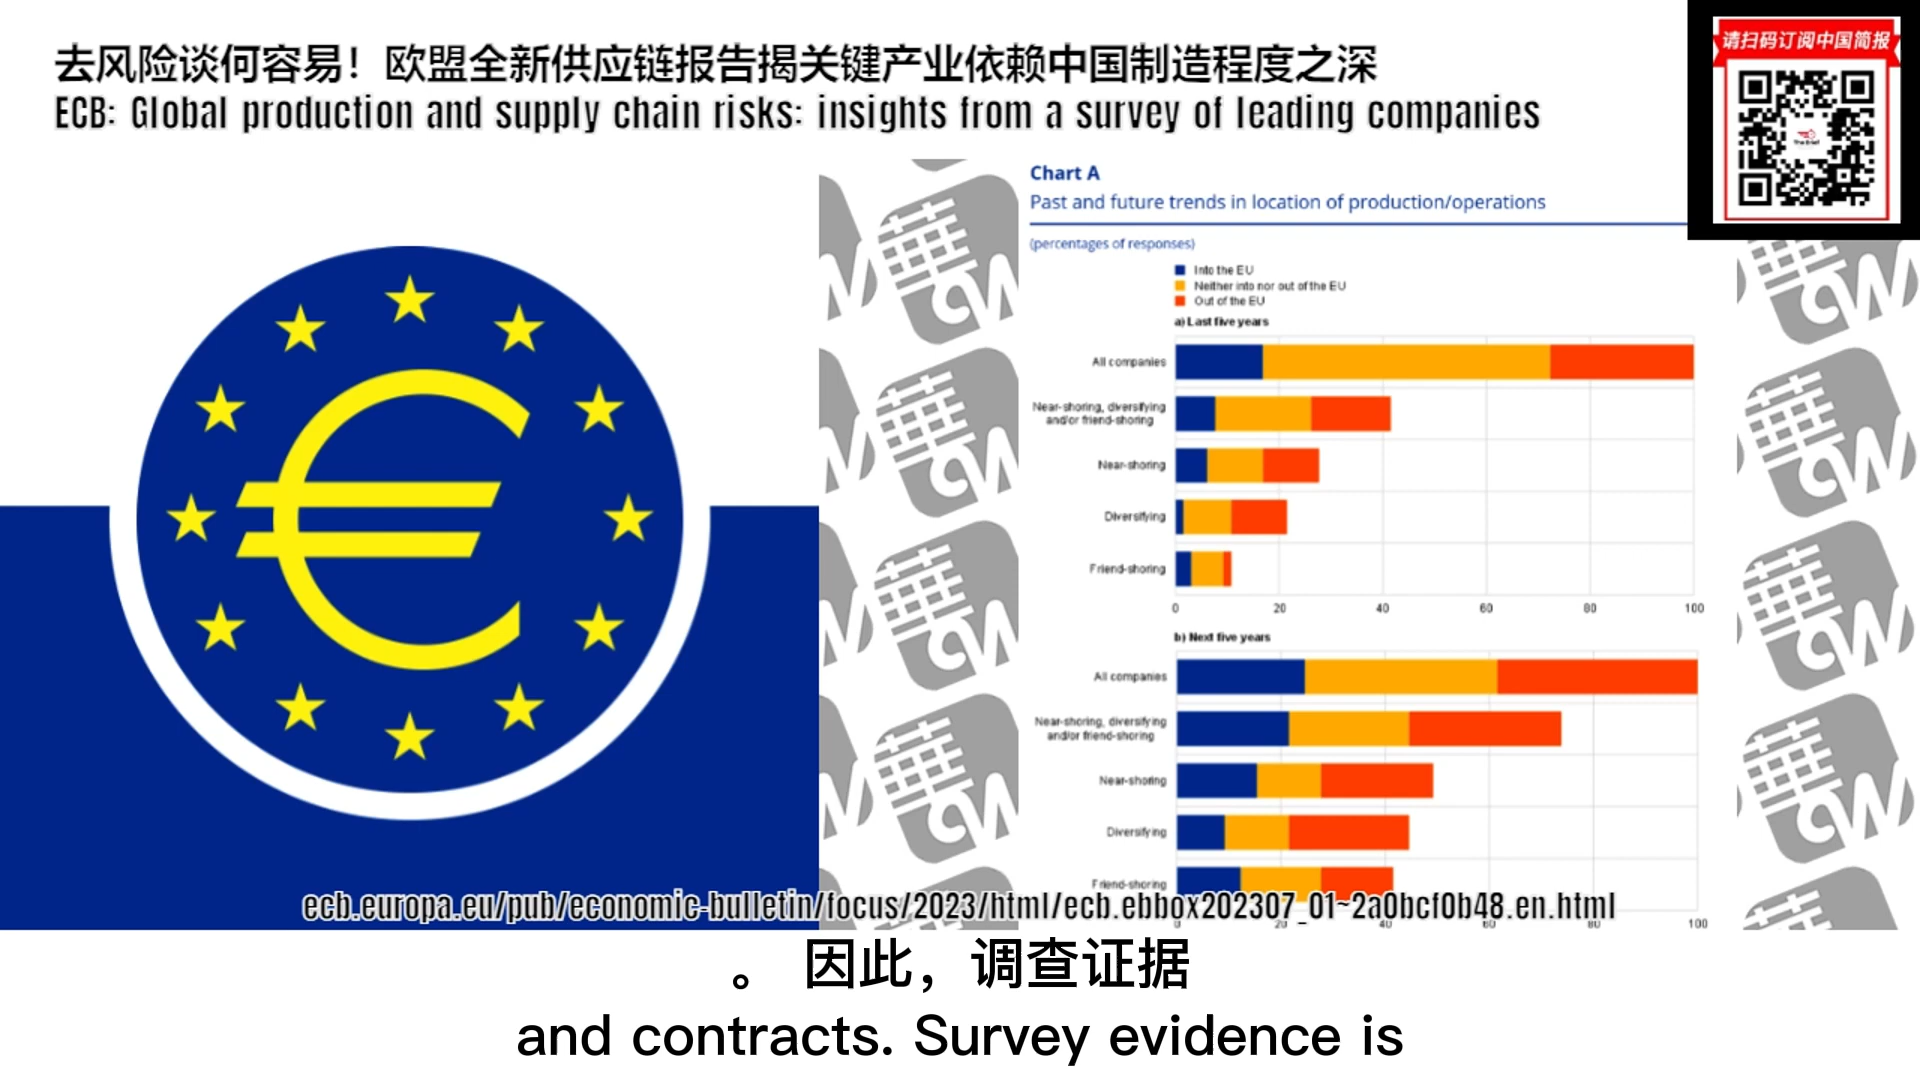 去风险谈何容易！欧盟全新供应链报告揭关键产业依赖中国制造程度之深
ECB: Global production and supply chain risks: insights from a survey of leading companies
请扫码订阅中国简报
Chart A
Past and future trends in location of production/operations
(percentages of responses)
Into the EU
Neither into nor out of the EU
Out of the EU
a) Last five years
All companies
Near-shoring, diversifying
and/or friend-shoring
Near-shoring
Diversifying
Friend-shoring
0 20 40 60 80 100
b) Next five years
All companies
Near-shoring, diversifying
and/or friend-shoring
Near-shoring
Diversifying
Friend-shoring
ecb.europa.eu/pub/economic-bulletin/focus/2023/html/ecb.ebbox202307_01~2a0bcf0b48.en.html
0 20 40 60 80 100
。 因此，调查证据
and contracts. Survey evidence is